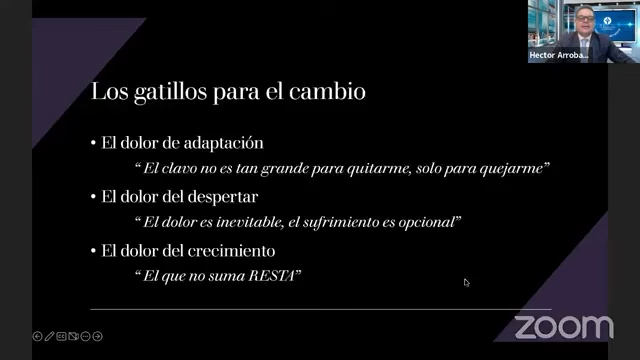 Los gatillos para el cambio
• El dolor de adaptación
“ El clavo no es tan grande para quitarme, solo para quejarme”
• El dolor del despertar
“ El dolor es inevitable, el sufrimiento es opcional”
• El dolor del crecimiento
“ El que no suma RESTA”
Hector Arroba...
zoom